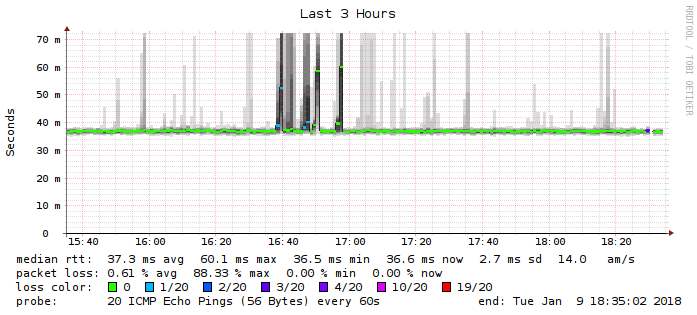 Last 3 Hours
RRDTOOL / TOBI OETIKER
Seconds
70 m
60 m
50 m
40 m
30 m
20 m
10 m
0
15:40 16:00 16:20 16:40 17:00 17:20 17:40 18:00 18:20
median rtt: 37.3 ms avg 60.1 ms max 36.5 ms min 36.6 ms now 2.7 ms sd 14.0 am/s
packet loss: 0.61 % avg 88.33 % max 0.00 % min 0.00 % now
loss color: 0 1/20 2/20 3/20 4/20 10/20 19/20
probe: 20 ICMP Echo Pings (56 Bytes) every 60s end: Tue Jan 9 18:35:02 2018